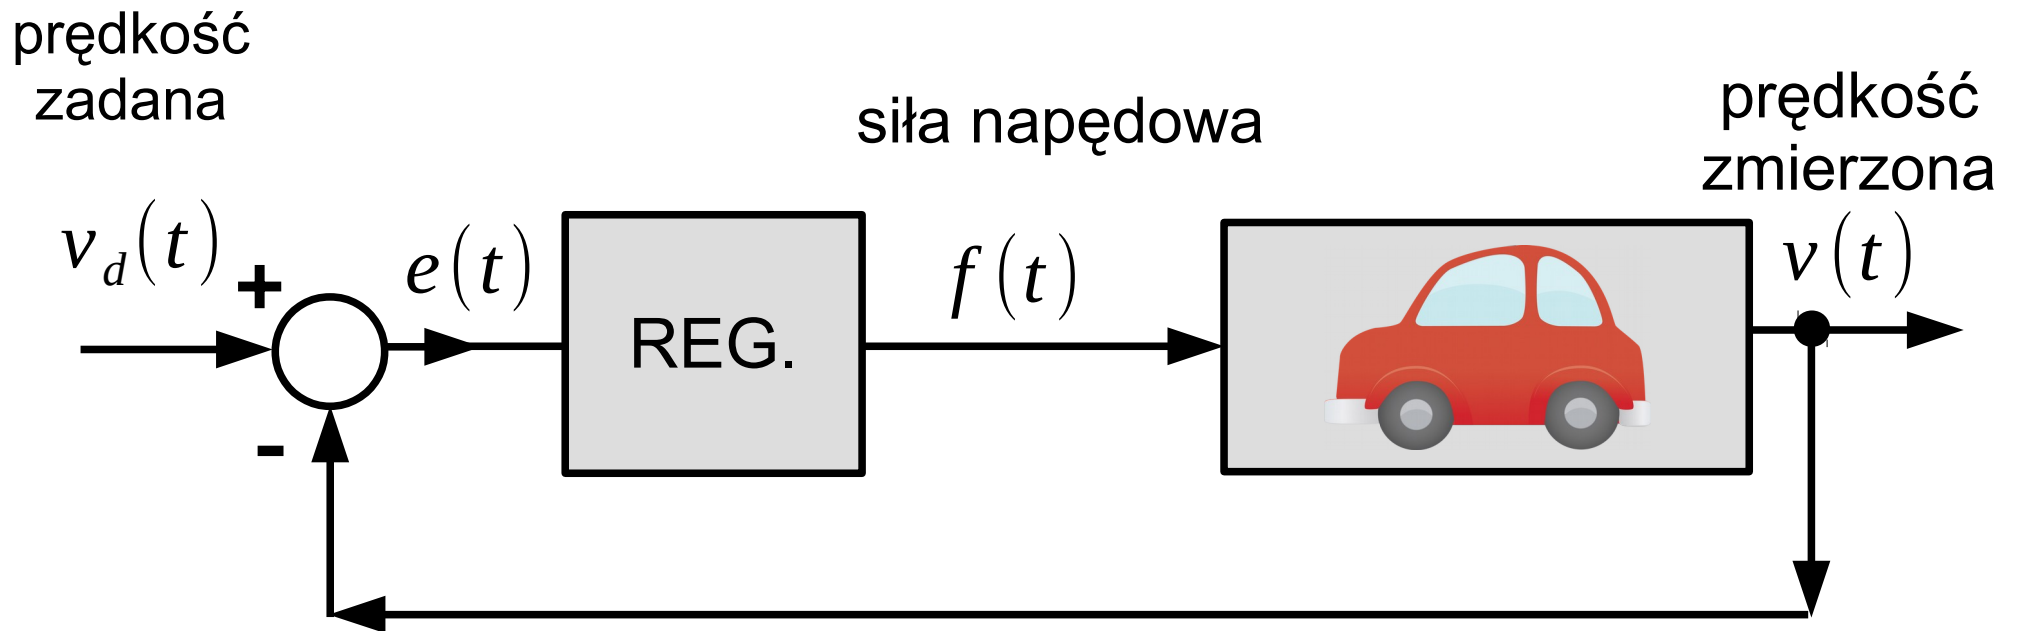 prędkość
zadana
siła napędowa
prędkość
zmierzona
v_d(t)
+
e(t)
REG.
f(t)
v(t)
-